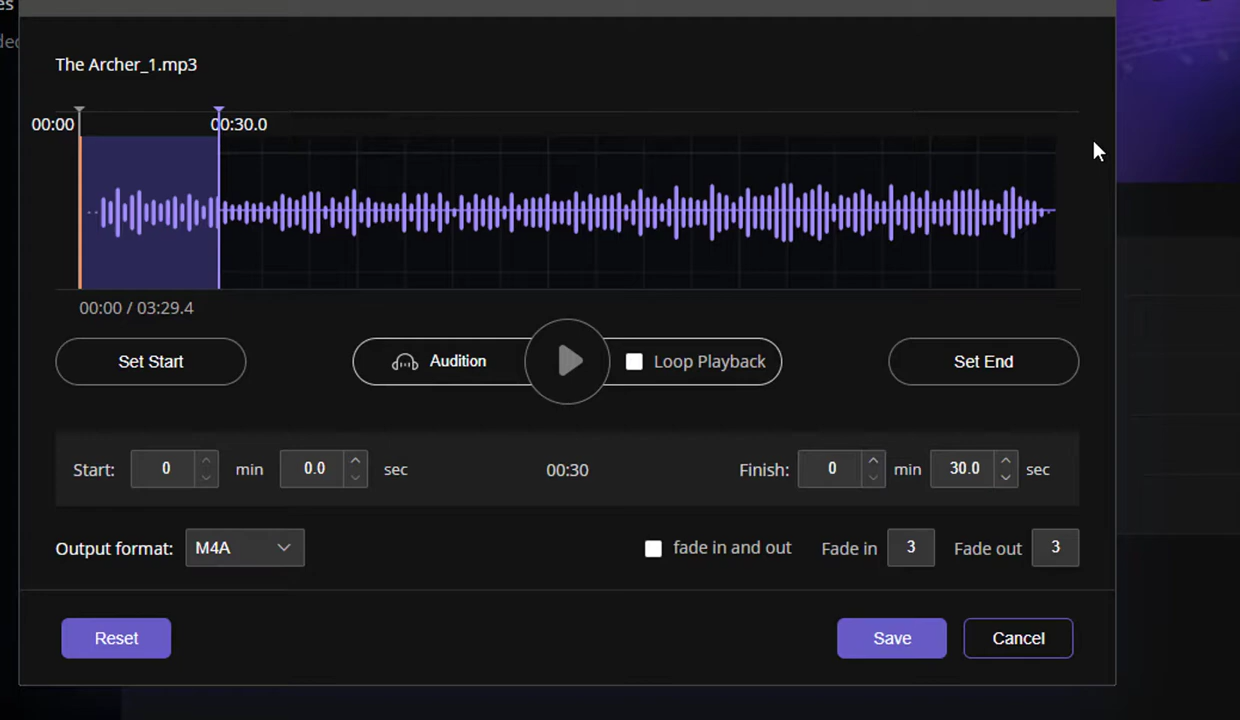 es
The Archer_1.mp3
00:00 00:30.0
00:00 / 03:29.4
Set Start Audition Loop Playback Set End
Start: 0 min 0.0 sec 00:30 Finish: 0 min 30.0 sec
Output format: M4A fade in and out Fade in 3 Fade out 3
Reset Save Cancel